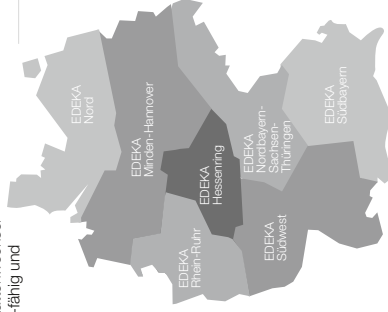 -fähig und
EDEKA
Nord
EDEKA
Minden-Hannover
EDEKA
Hessenring
EDEKA
Rhein-Ruhr
EDEKA
Nordbayern-
Sachsen-
Thüringen
EDEKA
Südwest
EDEKA
Südbayern